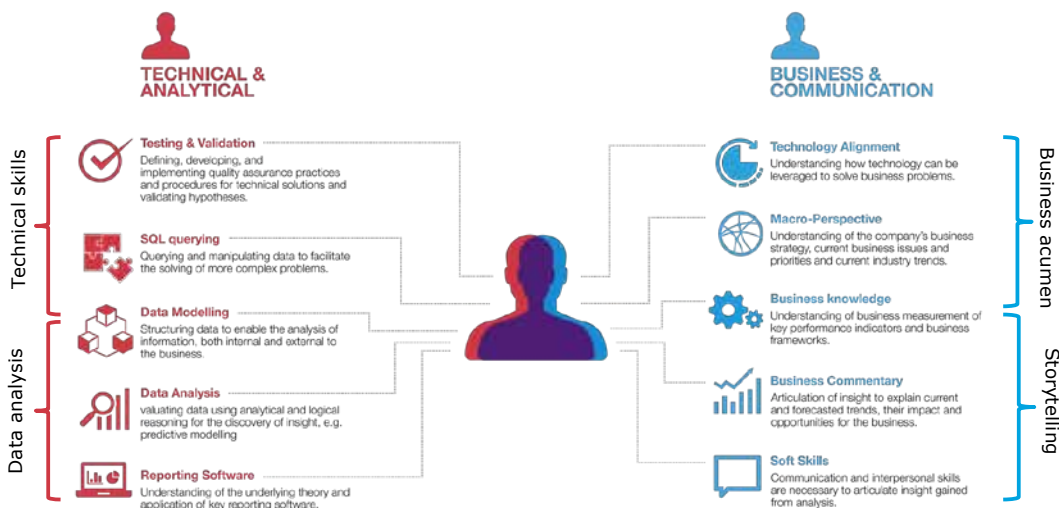 TECHNICAL &
ANALYTICAL
Technical skills
Testing & Validation
Defining, developing, and
implementing quality assurance practices
and procedures for technical solutions and
validating hypotheses.
SQL querying
Querying and manipulating data to facilitate
the solving of more complex problems.
Data analysis
Data Modelling
Structuring data to enable the analysis of
information, both internal and external to
the business.
Data Analysis
valuating data using analytical and logical
reasoning for the discovery of insight, e.g.
predictive modelling
Reporting Software
Understanding of the underlying theory and
application of key reporting software.
BUSINESS &
COMMUNICATION
Business acumen
Technology Alignment
Understanding how technology can be
leveraged to solve business problems.
Macro-Perspective
Understanding of the company's business
strategy, current business issues and
priorities and current industry trends.
Storytelling
Business knowledge
Understanding of business measurement of
key performance indicators and business
frameworks.
Business Commentary
Articulation of insight to explain current
and forecasted trends, their impact and
opportunities for the business.
Soft Skills
Communication and interpersonal skills
are necessary to articulate insight gained
from analysis.